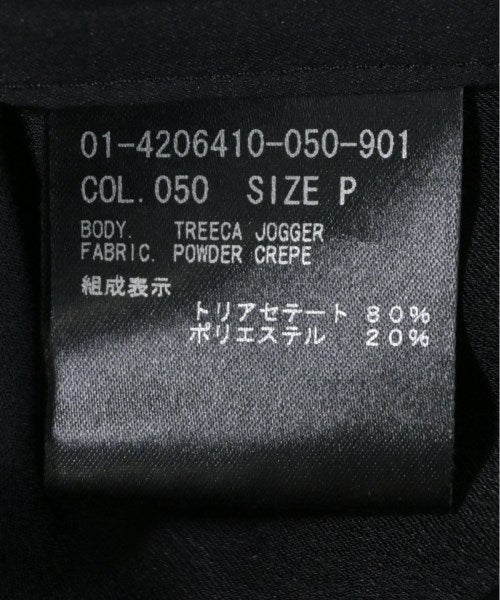 01-4206410-050-901
COL. 050 SIZE P
BODY. TREECA JOGGER
FABRIC. POWDER CREPE
組成表示
トリアセテート 80%
ポリエステル 20%